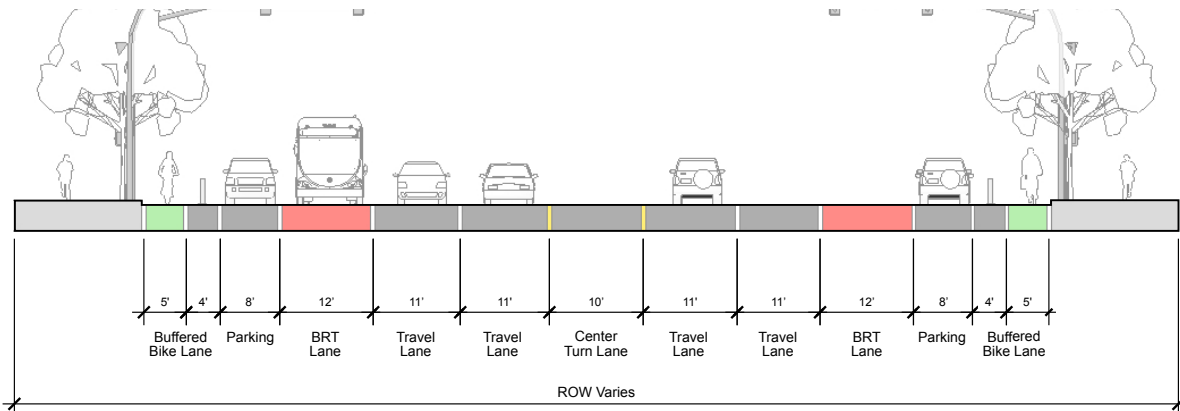 5' 4' 8' 12' 11' 11' 10' 11' 11' 12' 8' 4' 5'
Buffered
Bike Lane
Parking
BRT
Lane
Travel
Lane
Travel
Lane
Center
Turn Lane
Travel
Lane
Travel
Lane
BRT
Lane
Parking
Buffered
Bike Lane
ROW Varies